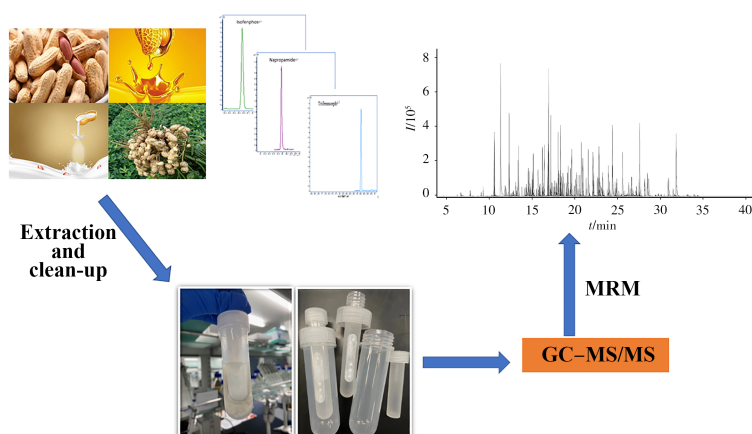 Isofenphos
Napropamide
Extraction
and
clean-up
I/10⁵
8
6
4
2
0
5 10 15 20 25 30 35 40
t/min
MRM
GC−MS/MS